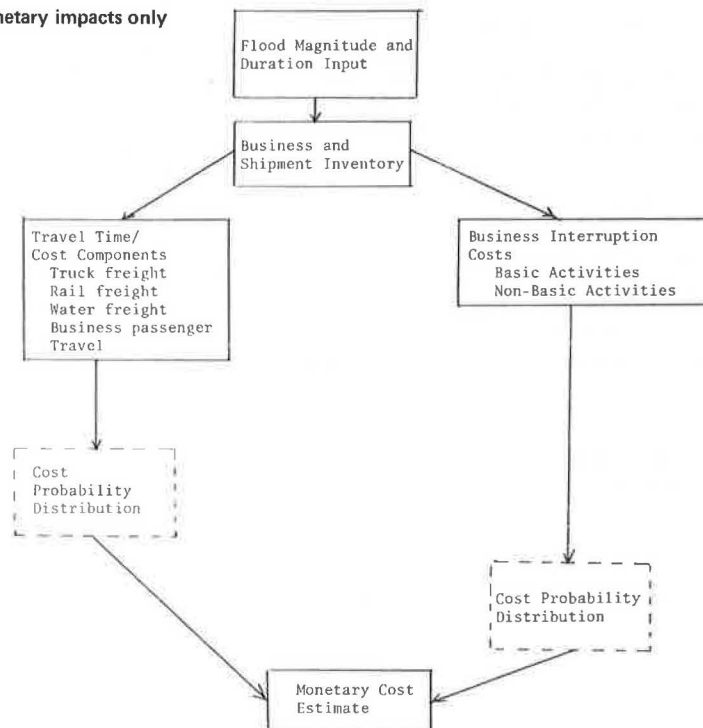 netary impacts only
Flood Magnitude and
Duration Input
Business and
Shipment Inventory
Travel Time/
Cost Components
Truck freight
Rail freight
Water freight
Business passenger
Travel
Business Interruption
Costs
Basic Activities
Non-Basic Activities
Cost
Probability
Distribution
Cost Probability
Distribution
Monetary Cost
Estimate